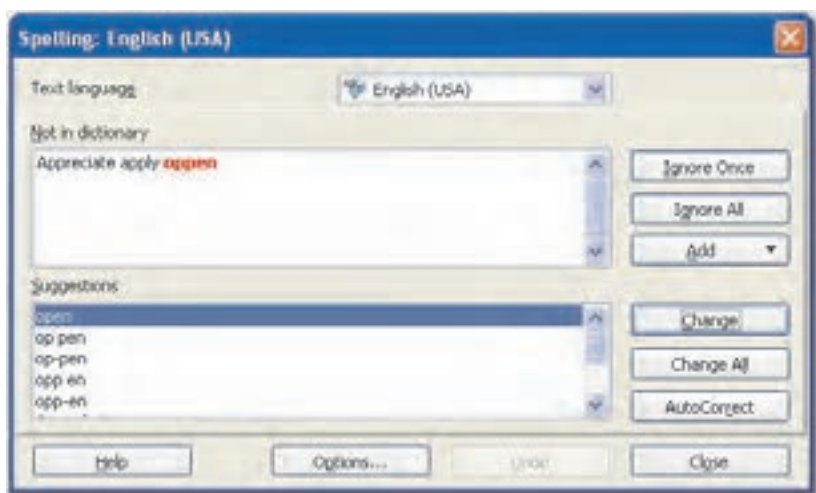 Spelling: English (USA)
Text language
English (USA)
Not in dictionary
Appreciate apply oppen
Ignore Once
Ignore All
Add
Suggestions
open
op pen
op-pen
opp en
opp-en
Change
Change All
AutoCorrect
Help
Options...
Undo
Close